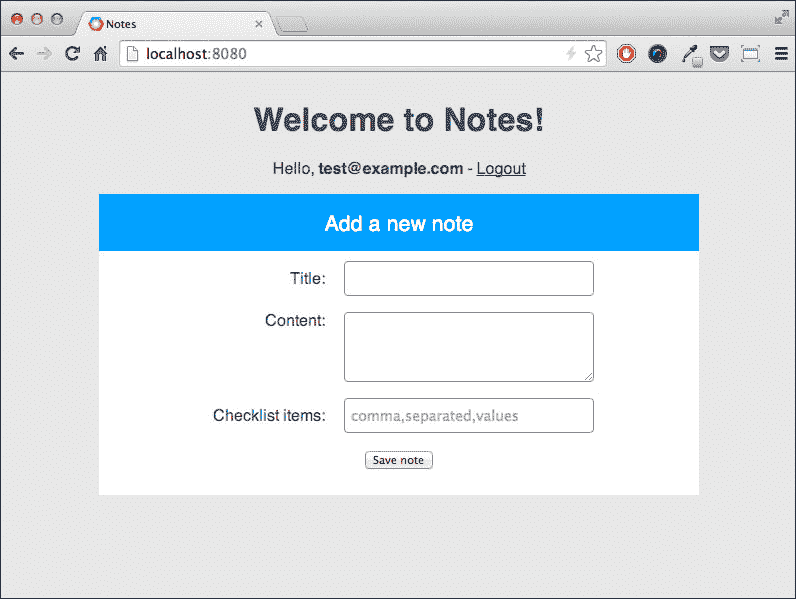 Notes
localhost:8080
Welcome to Notes!
Hello, test@example.com - Logout
Add a new note
Title:
Content:
Checklist items:
comma,separated,values
Save note